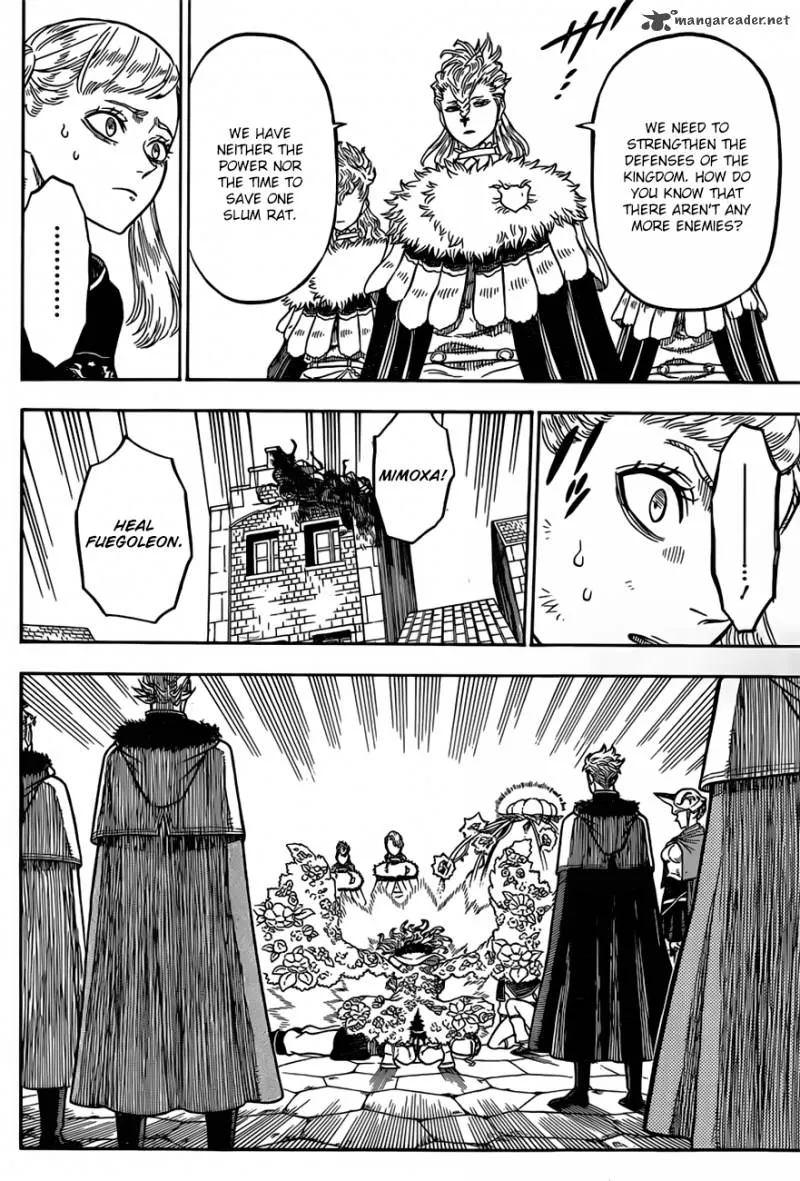 mangareader.net
WE NEED TO
STRENGTHEN THE
DEFENSES OF THE
KINGDOM. HOW DO
YOU KNOW THAT
THERE AREN'T ANY
MORE ENEMIES?
WE HAVE
NEITHER THE
POWER NOR
THE TIME TO
SAVE ONE
SLUM RAT.
.........
......
MIMOXA!
HEAL
FUEGOLEON.